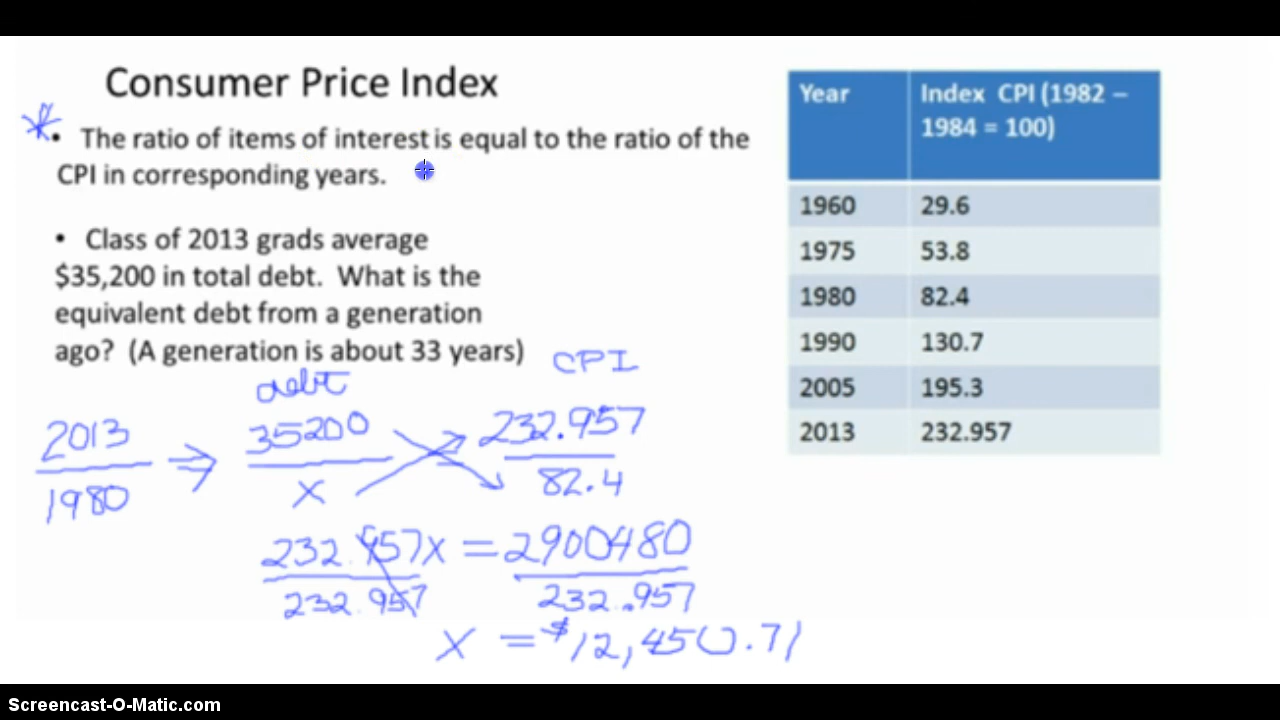 Consumer Price Index
* • The ratio of items of interest is equal to the ratio of the
CPI in corresponding years.
• Class of 2013 grads average
$35,200 in total debt. What is the
equivalent debt from a generation
ago? (A generation is about 33 years)
debt CPI
2013 ⇒ 35200 = 232.957
1980 x 82.4
232.957x = 2900480
232.957 232.957
x = $12,450.71
Year Index CPI (1982 –
1984 = 100)
1960 29.6
1975 53.8
1980 82.4
1990 130.7
2005 195.3
2013 232.957
Screencast-O-Matic.com